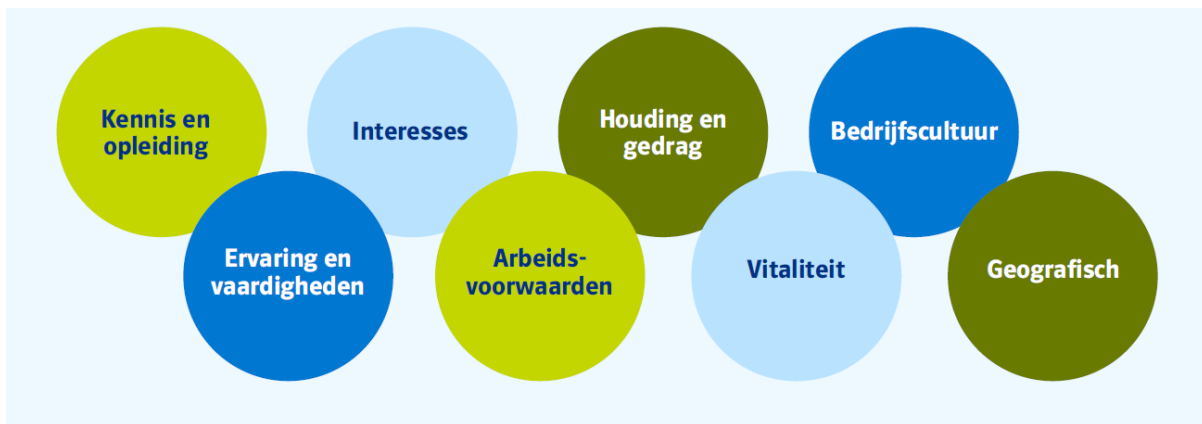 Kennis en
opleiding
Interesses
Houding en
gedrag
Bedrijfscultuur
Ervaring en
vaardigheden
Arbeids-
voorwaarden
Vitaliteit
Geografisch